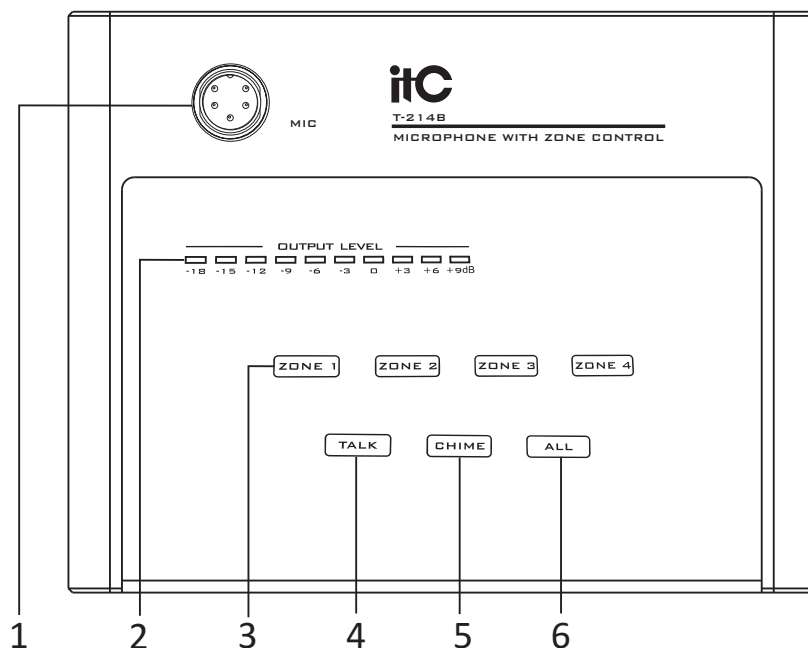 itC
T-214B
MIC
MICROPHONE WITH ZONE CONTROL
OUTPUT LEVEL
-18 -15 -12 -9 -6 -3 0 +3 +6 +9dB
ZONE 1 ZONE 2 ZONE 3 ZONE 4
TALK CHIME ALL
1 2 3 4 5 6